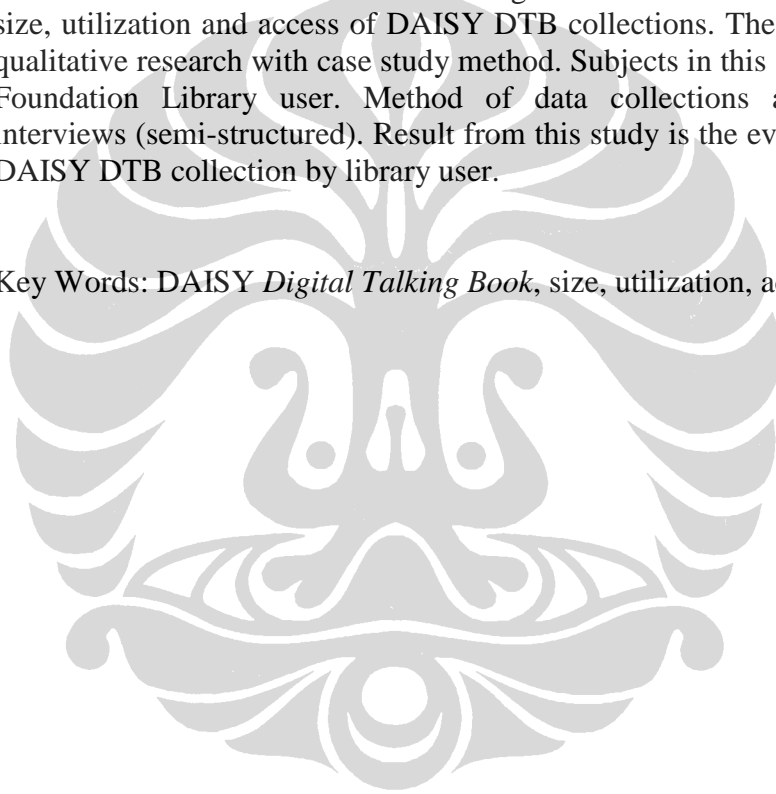 size, utilization and access of DAISY DTB collections. The
qualitative research with case study method. Subjects in this
Foundation Library user. Method of data collections
interviews (semi-structured). Result from this study is the
DAISY DTB collection by library user.
Key Words: DAISY Digital Talking Book, size, utilization,